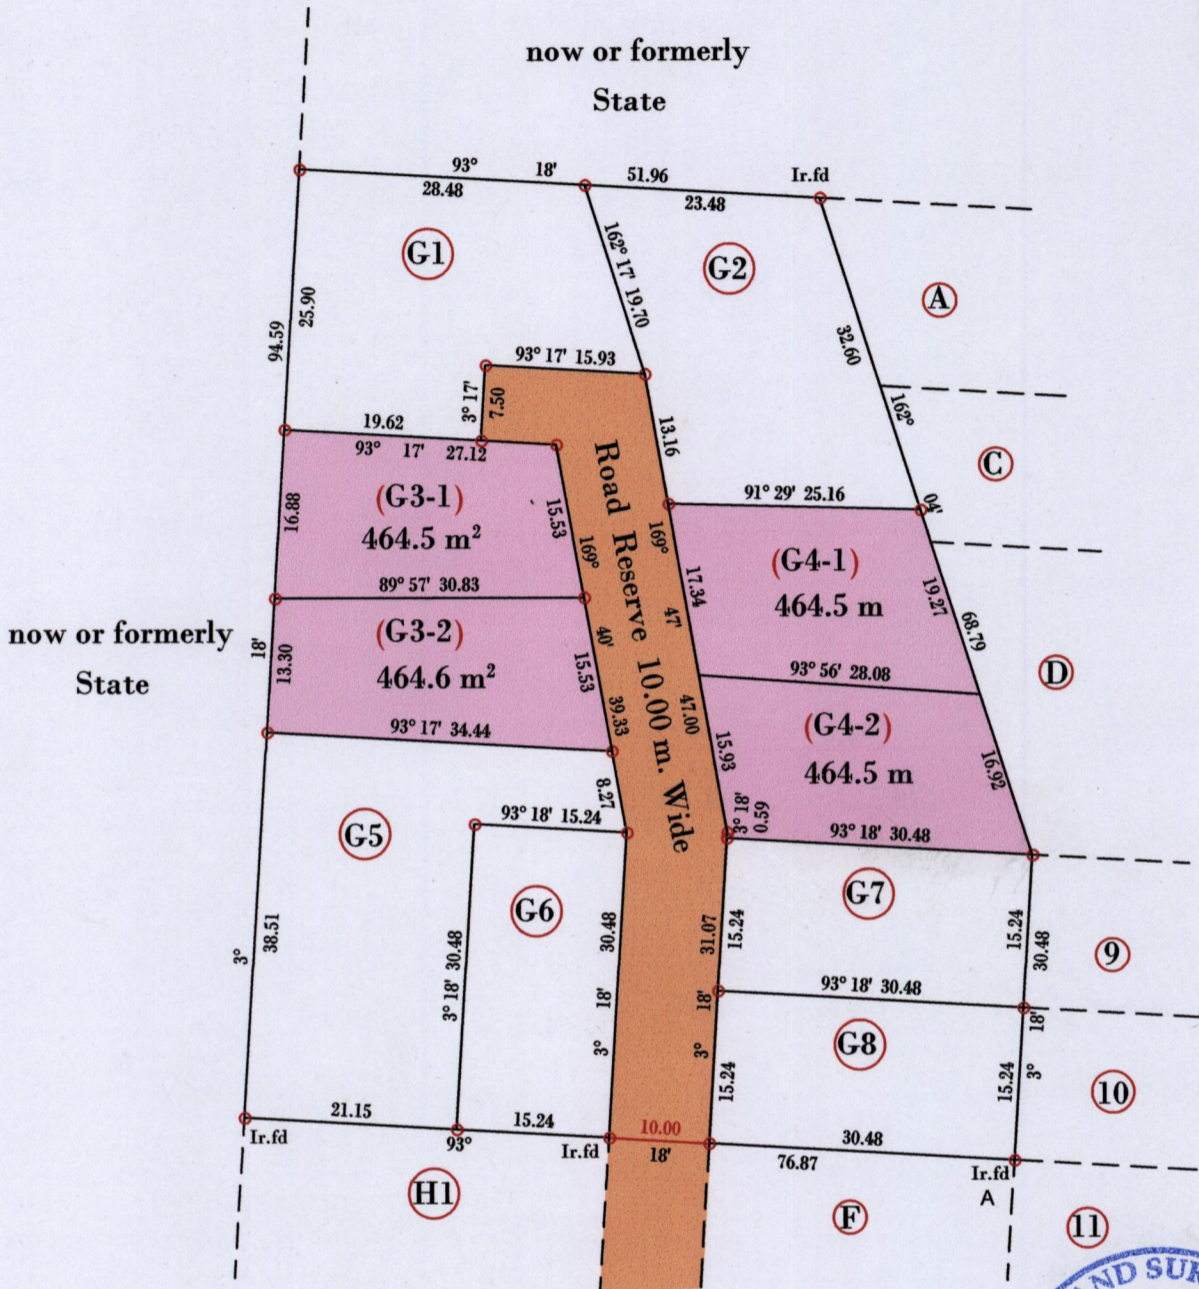 now or formerly
State
93° 18' 51.96 Ir.fd
28.48 23.48
G1
G2
A
162° 17' 19.70
25.90
94.59
32.60
93° 17' 15.93
3° 17'
7.50
13.16
162°
19.62
93° 17' 27.12
C
04'
(G3-1)
464.5 m²
16.88
15.53
169°
91° 29' 25.16
169°
(G4-1)
464.5 m
17.34
19.27
68.79
Road Reserve 10.00 m. Wide
89° 57' 30.83
47'
now or formerly
State
18'
13.30
(G3-2)
464.6 m²
40'
15.53
39.33
93° 56' 28.08
D
47.00
(G4-2)
464.5 m
15.93
16.92
93° 17' 34.44
8.27
3° 18'
0.59
93° 18' 30.48
93° 18' 15.24
G5
G6
G7
38.51
3°
3° 18' 30.48
30.48
18'
3°
31.07
15.24
18'
3°
15.24
30.48
9
93° 18' 30.48
G8
18'
3°
15.24
15.24
10
21.15
15.24
10.00
30.48
Ir.fd
93°
Ir.fd
18'
76.87
Ir.fd
A
H1
F
11
AND SUR